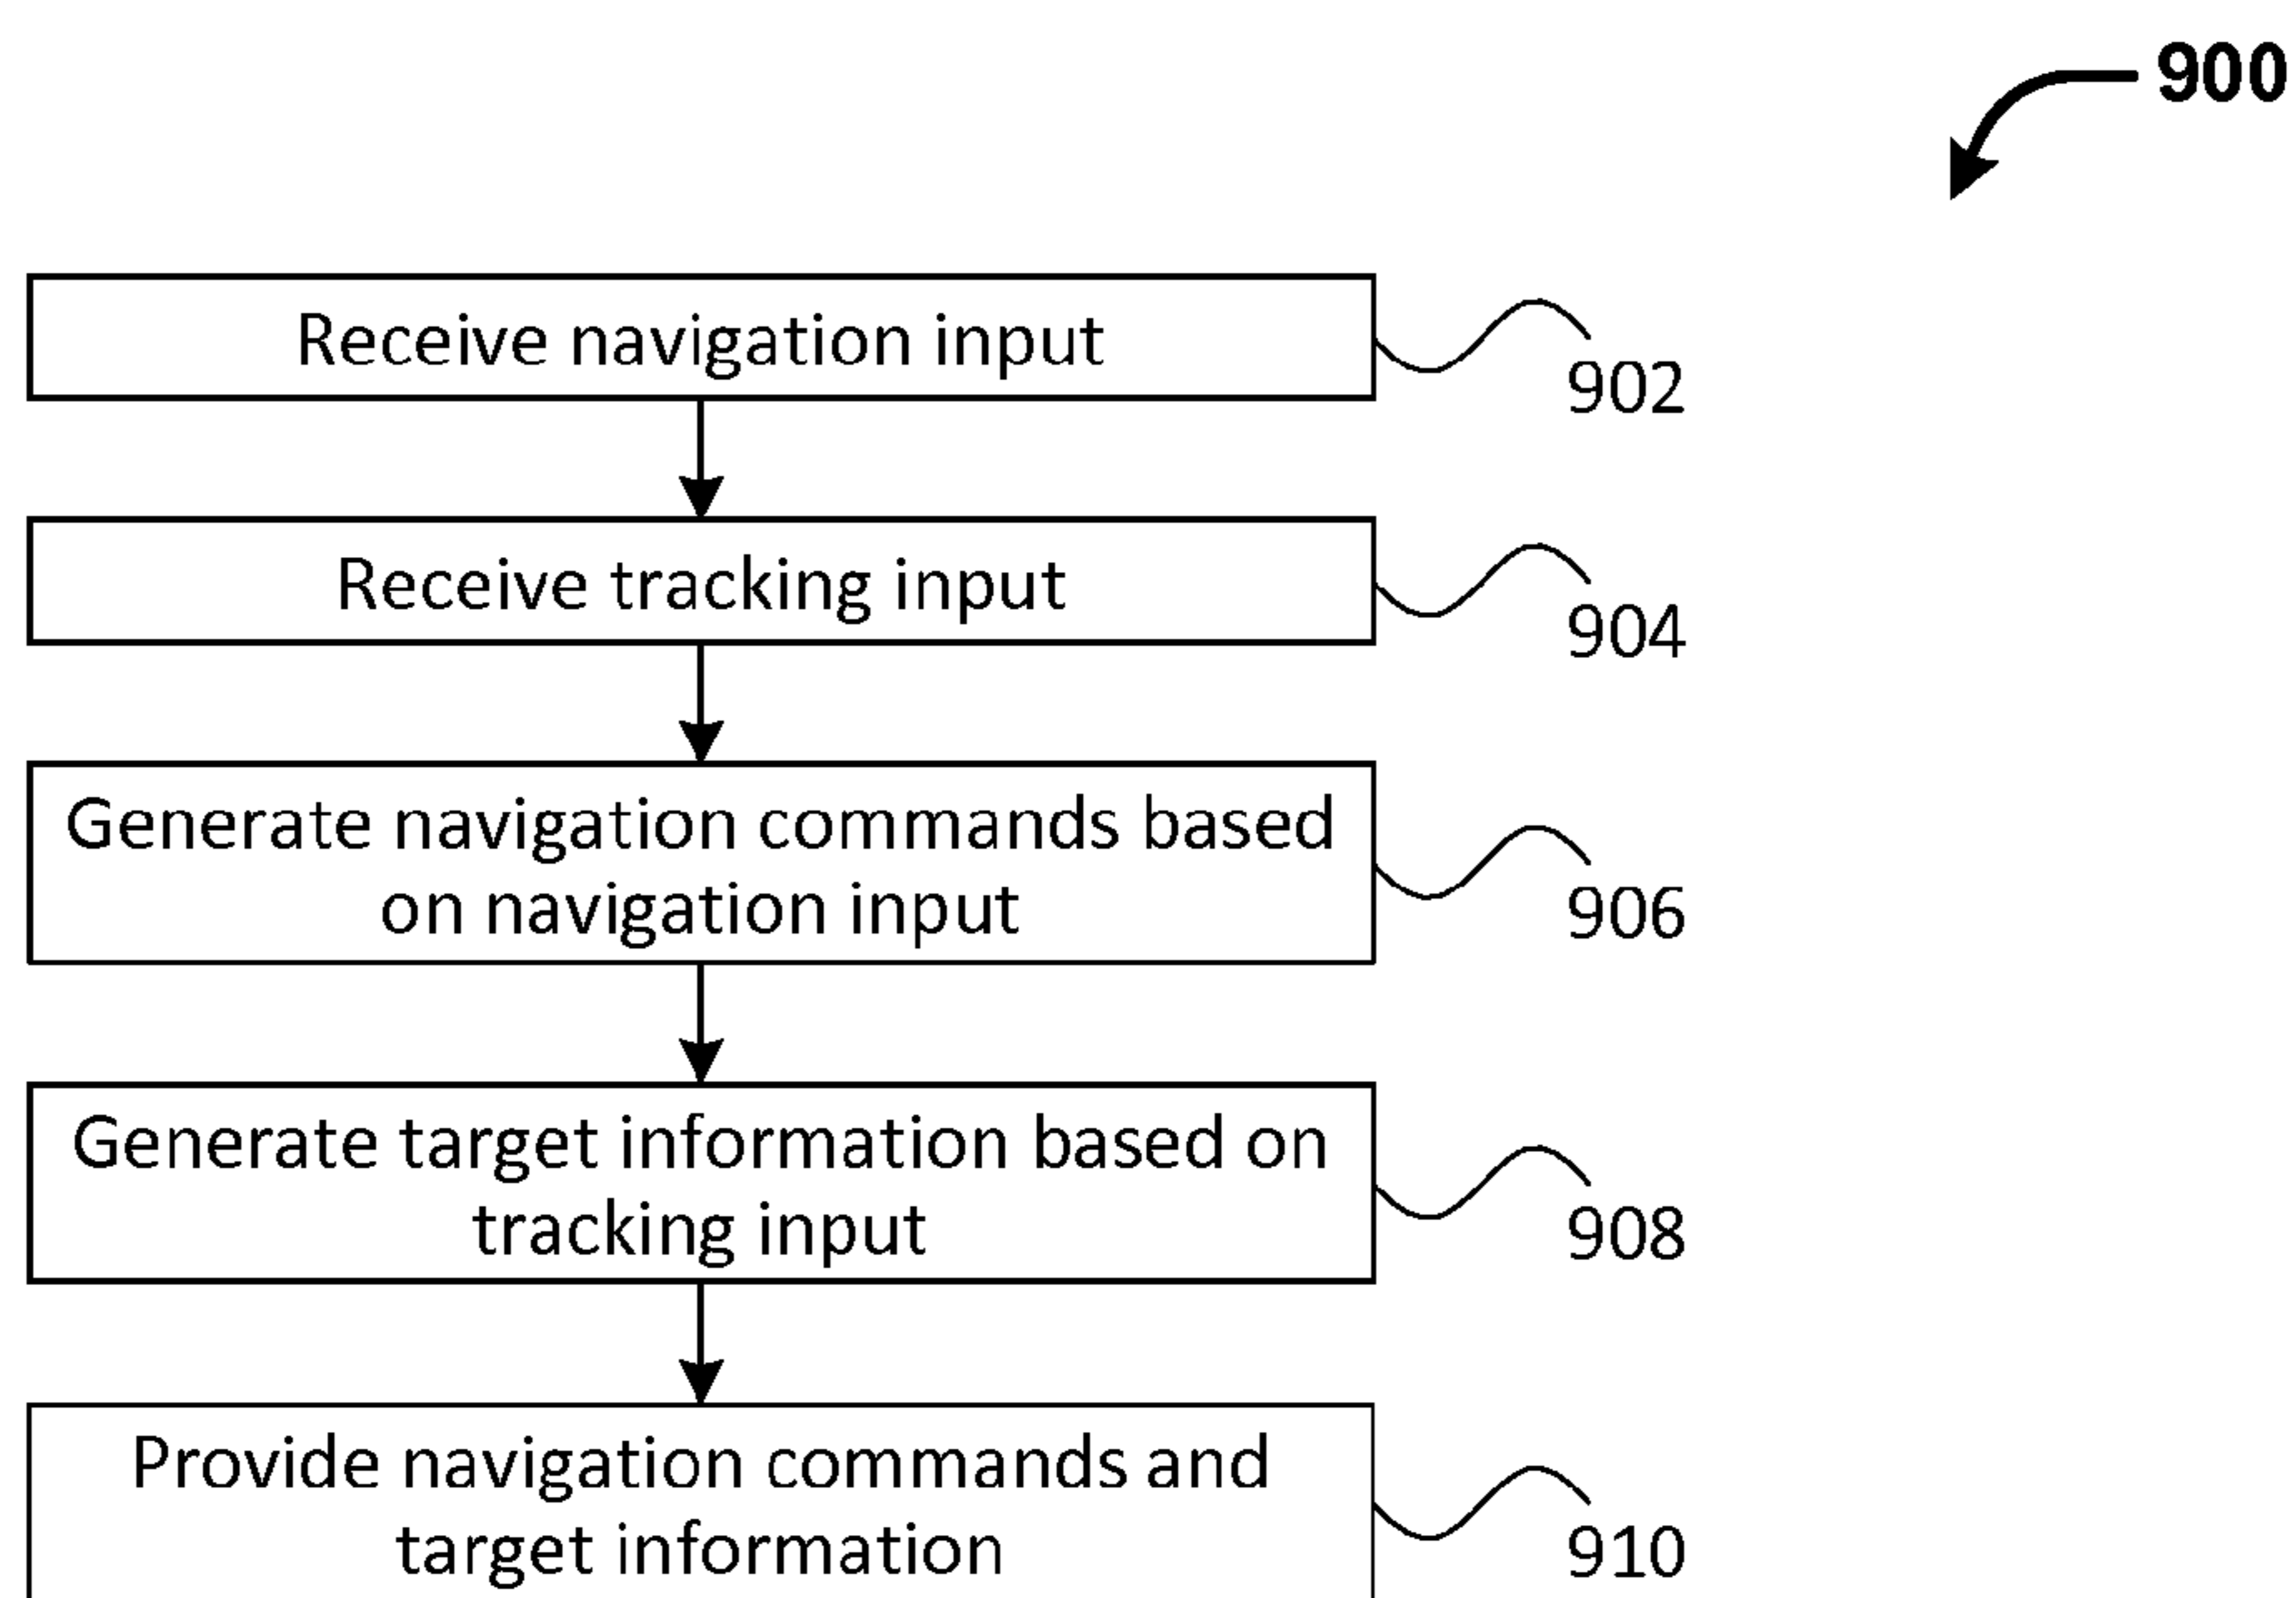 900
Receive navigation input
902
Receive tracking input
904
Generate navigation commands based
on navigation input
906
Generate target information based on
tracking input
908
Provide navigation commands and
target information
910